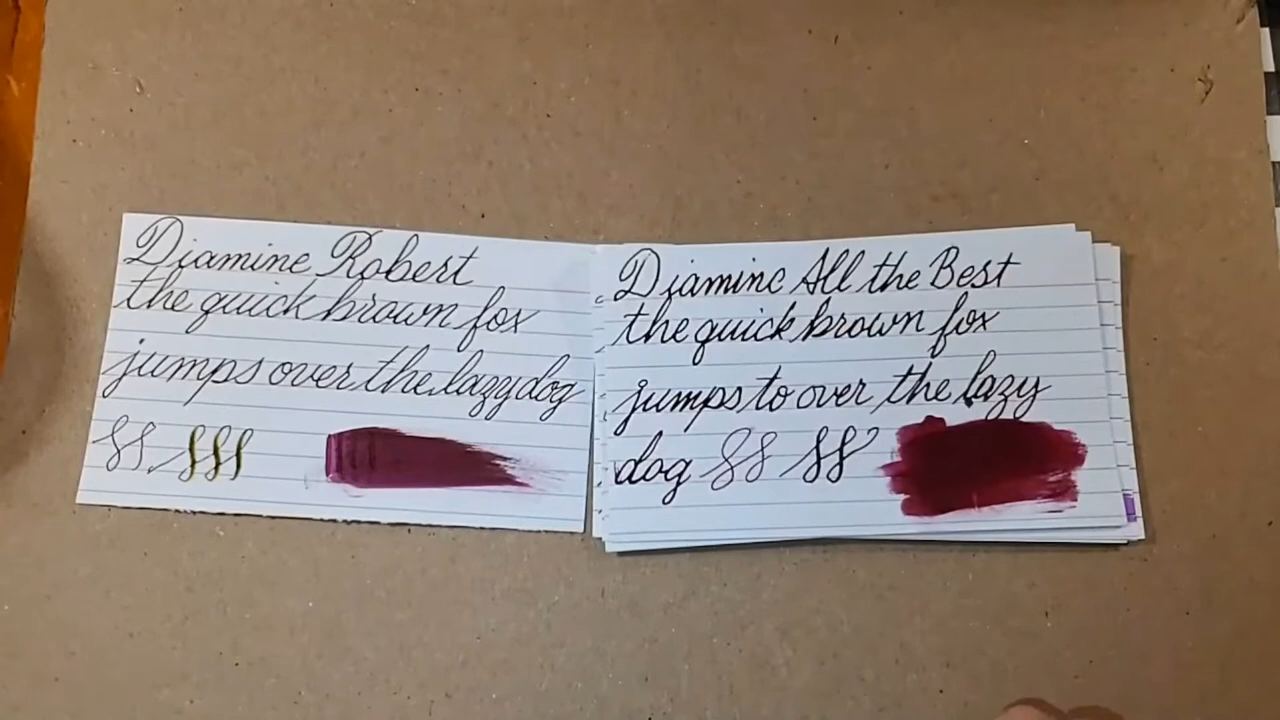 Diamine Robert
the quick brown fox
jumps over the lazy dog
Diamine All the Best
the quick brown fox
jumps to over the lazy
dog